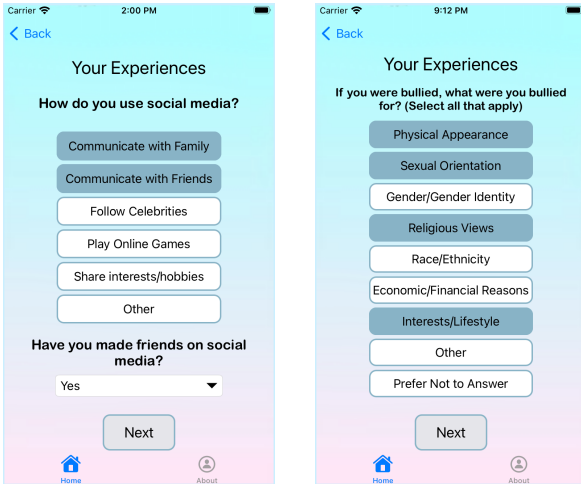 Carrier
2:00 PM
Back
Your Experiences
How do you use social media?
Communicate with Family
Communicate with Friends
Follow Celebrities
Play Online Games
Share interests/hobbies
Other
Have you made friends on social
media?
Yes
Next
Home
About
Carrier
9:12 PM
Back
Your Experiences
If you were bullied, what were you bullied
for? (Select all that apply)
Physical Appearance
Sexual Orientation
Gender/Gender Identity
Religious Views
Race/Ethnicity
Economic/Financial Reasons
Interests/Lifestyle
Other
Prefer Not to Answer
Next
Home
About